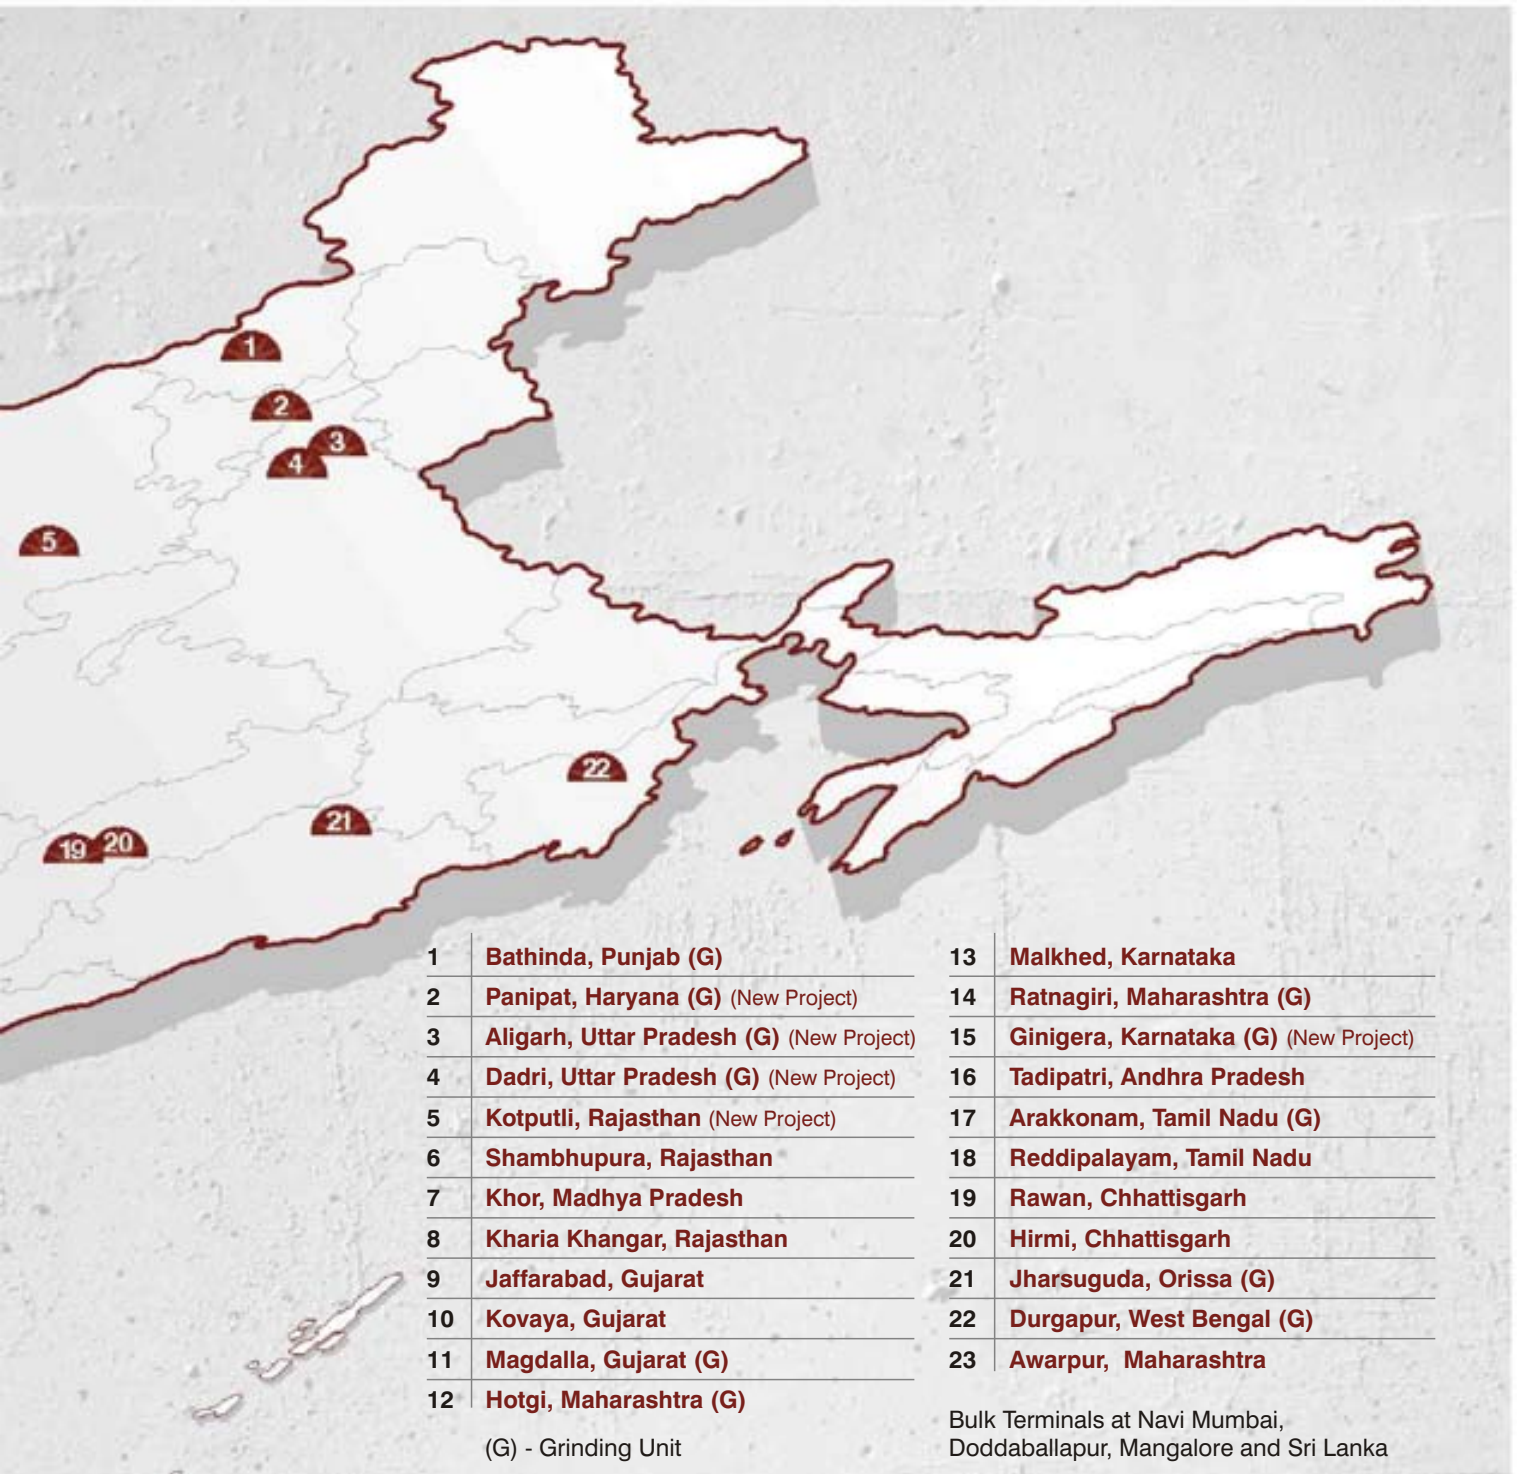 1
2
3
4
5
22
21
20
19
1 Bathinda, Punjab (G)
2 Panipat, Haryana (G) (New Project)
3 Aligarh, Uttar Pradesh (G) (New Project)
4 Dadri, Uttar Pradesh (G) (New Project)
5 Kotputli, Rajasthan (New Project)
6 Shambhupura, Rajasthan
7 Khor, Madhya Pradesh
8 Kharia Khangar, Rajasthan
9 Jaffarabad, Gujarat
10 Kovaya, Gujarat
11 Magdalla, Gujarat (G)
12 Hotgi, Maharashtra (G)
(G) - Grinding Unit
13 Malkhed, Karnataka
14 Ratnagiri, Maharashtra (G)
15 Ginigera, Karnataka (G) (New Project)
16 Tadipatri, Andhra Pradesh
17 Arakkonam, Tamil Nadu (G)
18 Reddipalayam, Tamil Nadu
19 Rawan, Chhattisgarh
20 Hirmi, Chhattisgarh
21 Jharsuguda, Orissa (G)
22 Durgapur, West Bengal (G)
23 Awarpur, Maharashtra
Bulk Terminals at Navi Mumbai,
Doddaballapur, Mangalore and Sri Lanka